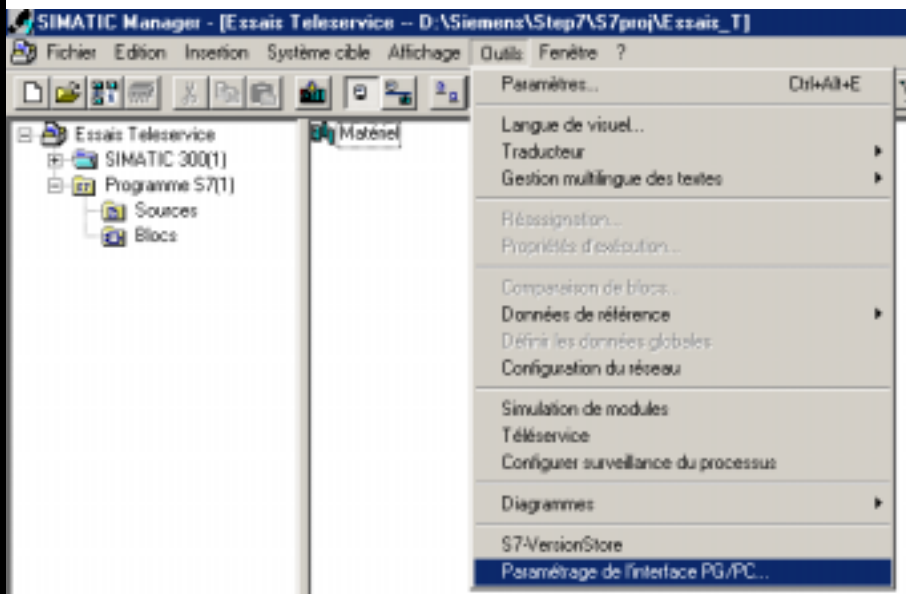 SIMATIC Manager - [Essais Teleservice -- D:\Siemens\Step7\S7proj\Essais_T]
Fichier Edition Insertion Système cible Affichage Outils Fenêtre ?
Essais Teleservice
SIMATIC 300(1)
Programme S7(1)
Sources
Blocs
Matériel
Paramètres... Ctrl+Alt+E
Langue de visuel...
Traducteur
Gestion multilingue des textes
Réassignation...
Propriétés d'exécution...
Comparaison de blocs...
Données de référence
Définir les données globales
Configuration du réseau
Simulation de modules
Téléservice
Configurer surveillance du processus
Diagrammes
S7-VersionStore
Paramétrage de l'interface PG/PC...